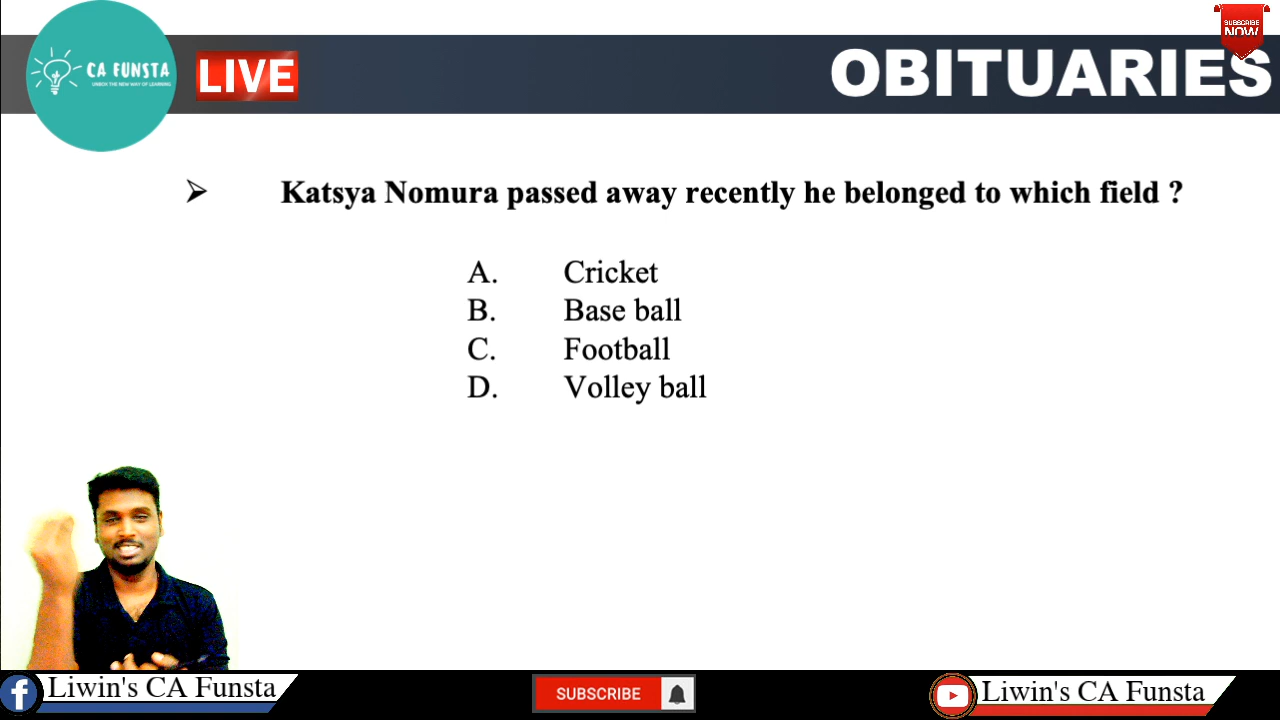 SUBSCRIBE
NOW
CA FUNSTA
LIVE
OBITUARIES
➢ Katsya Nomura passed away recently he belonged to which field ?
A. Cricket
B. Base ball
C. Football
D. Volley ball
Liwin's CA Funsta
SUBSCRIBE
Liwin's CA Funsta